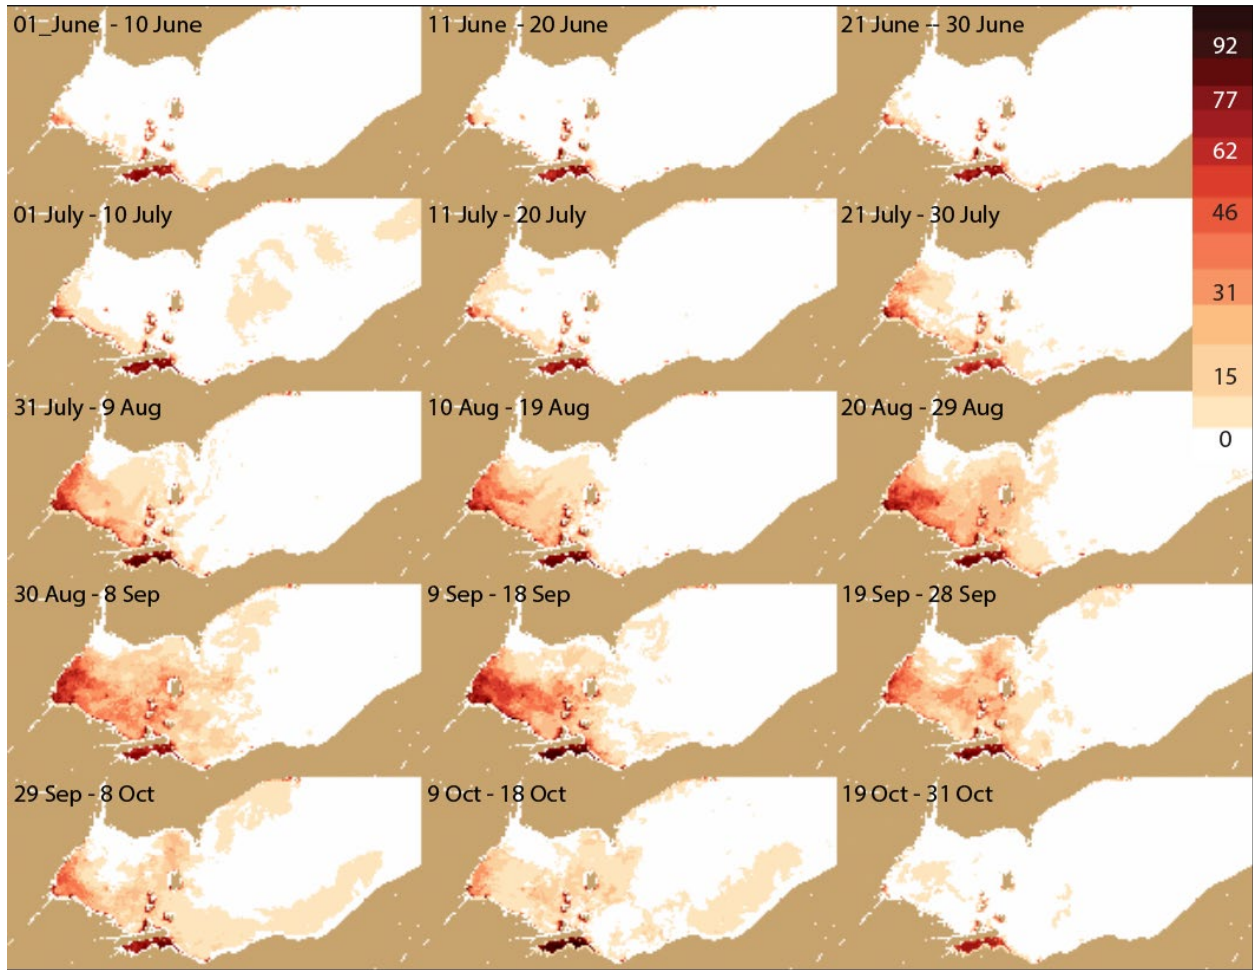 01_June - 10 June
11 June - 20 June
21 June -- 30 June
92
77
62
01 July - 10 July
11 July - 20 July
21 July - 30 July
46
31
15
31 July - 9 Aug
10 Aug - 19 Aug
20 Aug - 29 Aug
0
30 Aug - 8 Sep
9 Sep - 18 Sep
19 Sep - 28 Sep
29 Sep - 8 Oct
9 Oct - 18 Oct
19 Oct - 31 Oct